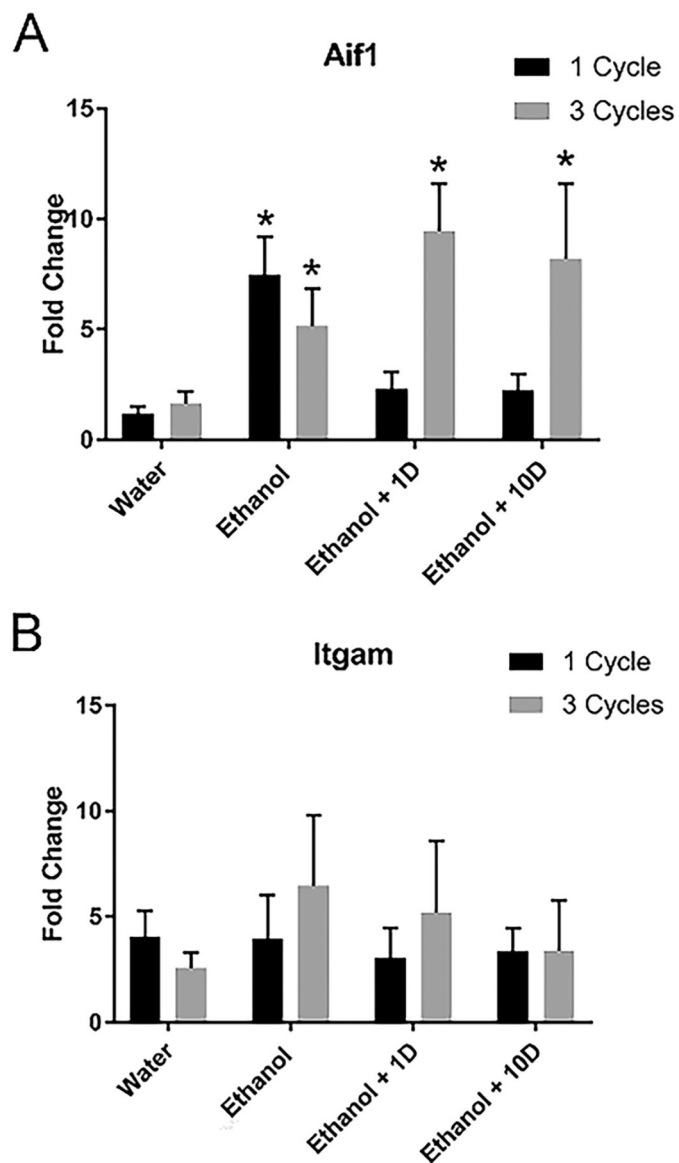 A
Aif1
1 Cycle
3 Cycles
15
10
5
0
Fold Change
*
*
*
*
Water
Ethanol
Ethanol + 1D
Ethanol + 10D
B
Itgam
1 Cycle
3 Cycles
15
10
5
0
Fold Change
Water
Ethanol
Ethanol + 1D
Ethanol + 10D